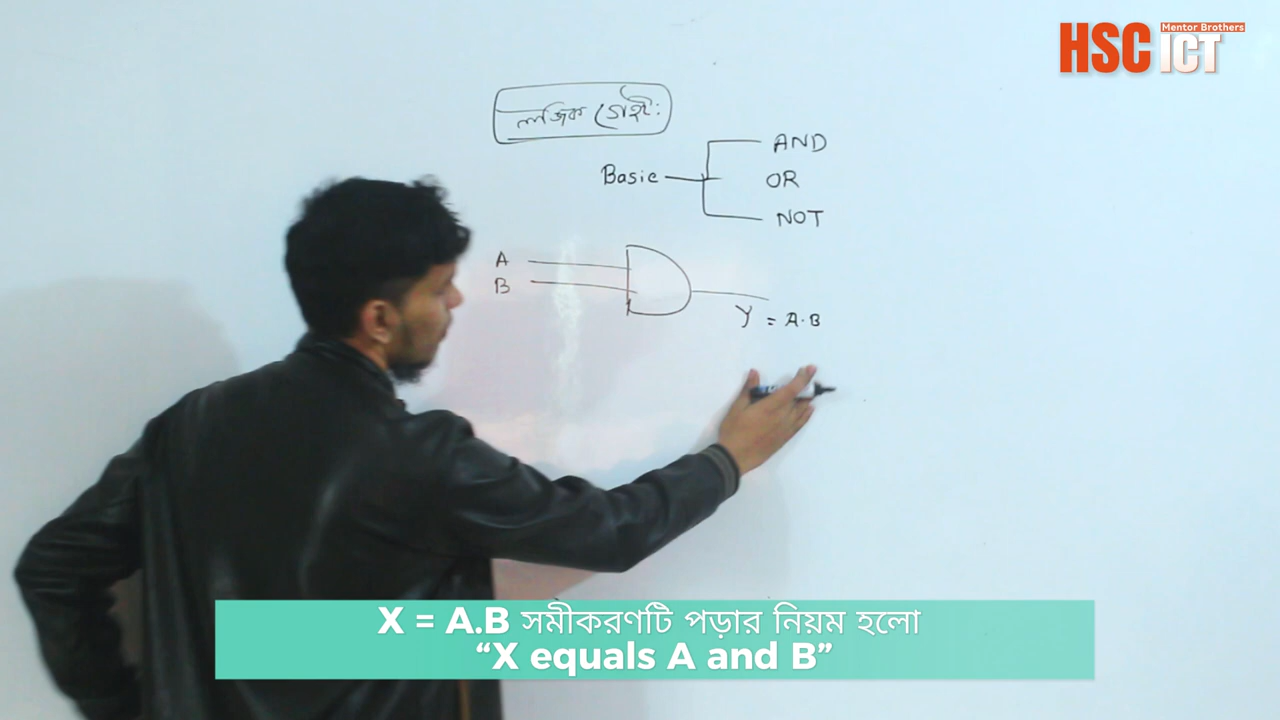 HSC ICT
Mentor Brothers
লজিক গেইট:
Basic
AND
OR
NOT
A
B
Y = A.B
X = A.B সমীকরণটি পড়ার নিয়ম হলো
“X equals A and B”